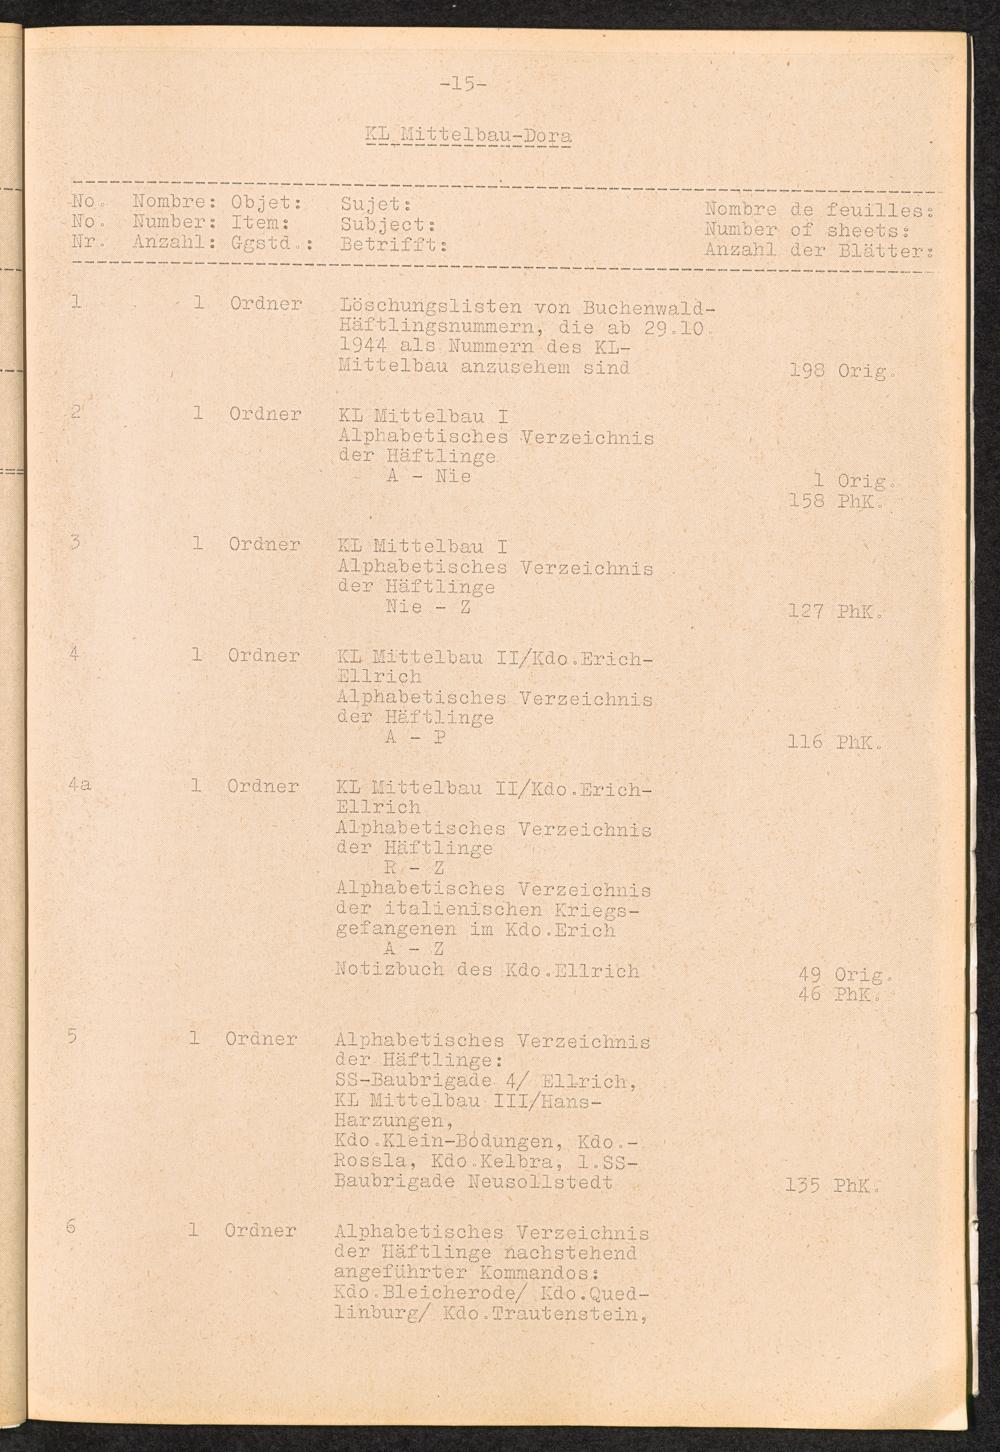 -15-
KL Mittelbau-Dora
No. Nombre: Objet: Sujet: Nombre de feuilles:
No. Number: Item: Subject: Number of sheets:
Nr. Anzahl: Ggstd.: Betrifft: Anzahl der Blätter:
1 1 Ordner Löschungslisten von Buchenwald-
Häftlingsnummern, die ab 29.10.
1944 als Nummern des KL-
Mittelbau anzusehem sind 198 Orig.
2 1 Ordner KL Mittelbau I
Alphabetisches Verzeichnis
der Häftlinge
A - Nie 1 Orig.
158 PhK.
3 1 Ordner KL Mittelbau I
Alphabetisches Verzeichnis
der Häftlinge
Nie - Z 127 PhK.
4 1 Ordner KL Mittelbau II/Kdo.Erich-
Ellrich
Alphabetisches Verzeichnis
der Häftlinge
A - P 116 PhK.
4a 1 Ordner KL Mittelbau II/Kdo.Erich-
Ellrich
Alphabetisches Verzeichnis
der Häftlinge
R - Z
Alphabetisches Verzeichnis
der italienischen Kriegs-
gefangenen im Kdo.Erich
A - Z
Notizbuch des Kdo.Ellrich 49 Orig.
46 PhK.
5 1 Ordner Alphabetisches Verzeichnis
der Häftlinge:
SS-Baubrigade 4/ Ellrich,
KL Mittelbau III/Hans-
Harzungen,
Kdo.Klein-Bodungen, Kdo.-
Rossla, Kdo.Kelbra, 1.SS-
Baubrigade Neusollstedt 135 PhK.
6 1 Ordner Alphabetisches Verzeichnis
der Häftlinge nachstehend
angeführter Kommandos:
Kdo.Bleicherode/ Kdo.Qued-
linburg/ Kdo.Trautenstein,